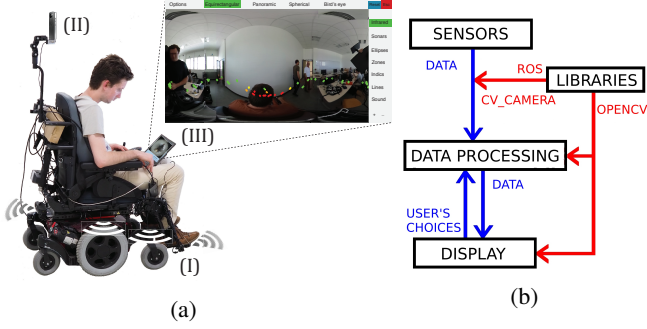 Options Equirectangular Panoramic Spherical Bird's eye
Infrared
Sonars
Ellipses
Zones
Indics
Lines
Sound
(II)
(III)
(I)
(a)
SENSORS
DATA
ROS
LIBRARIES
CV_CAMERA
OPENCV
DATA PROCESSING
DATA
USER'S
CHOICES
DISPLAY
(b)